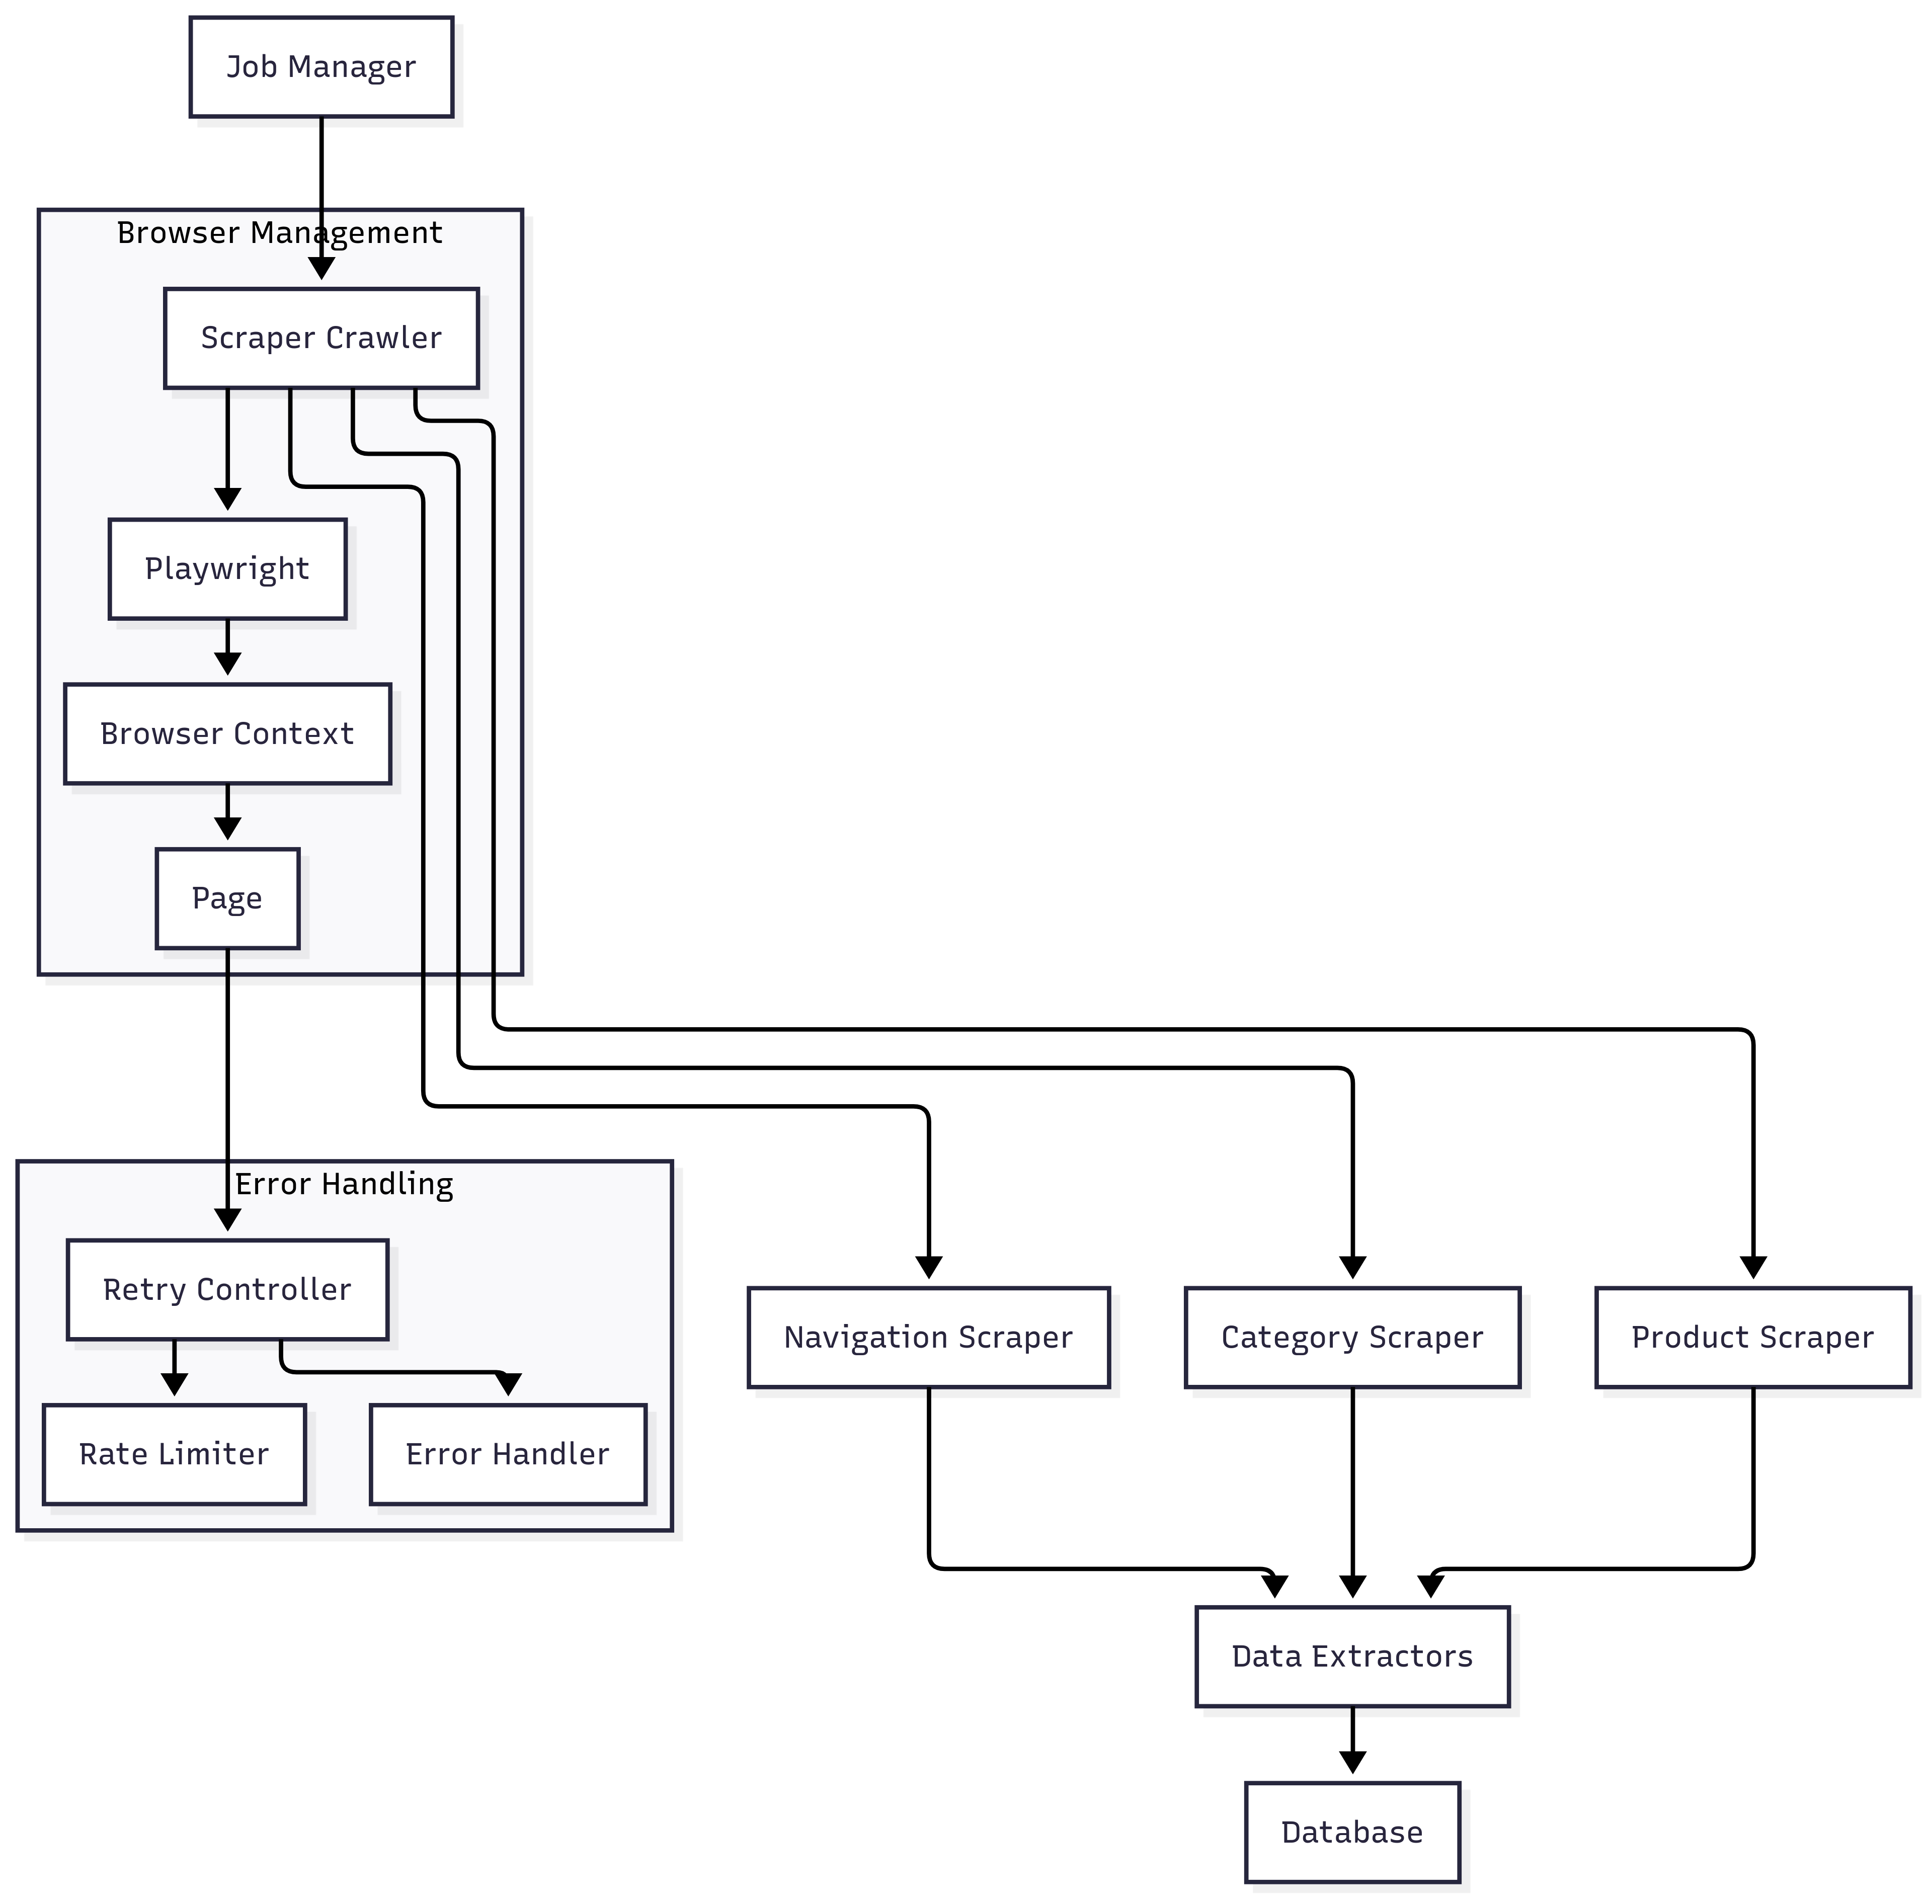 Job Manager
Browser Management
Scraper Crawler
Playwright
Browser Context
Page
Error Handling
Retry Controller
Rate Limiter
Error Handler
Navigation Scraper
Category Scraper
Product Scraper
Data Extractors
Database